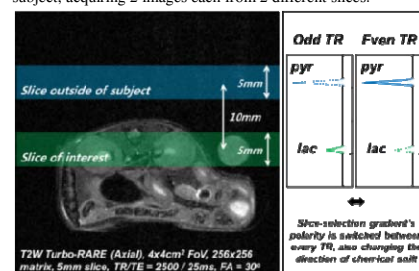 subject, acquiring 2 images each from 2 different slices.
Odd TR Even TR
pyr pyr
5mm
Slice outside of subject
10mm
Slice of interest
5mm
lac lac
T2W Turbo-RARE (Axial), 4x4cm² FoV, 256x256
matrix, 5mm slice, TR/TE = 2500 / 25ms, FA = 30°
Slice-selection gradient's
polarity is switched between
every TR, also changing the
direction of chemical shift